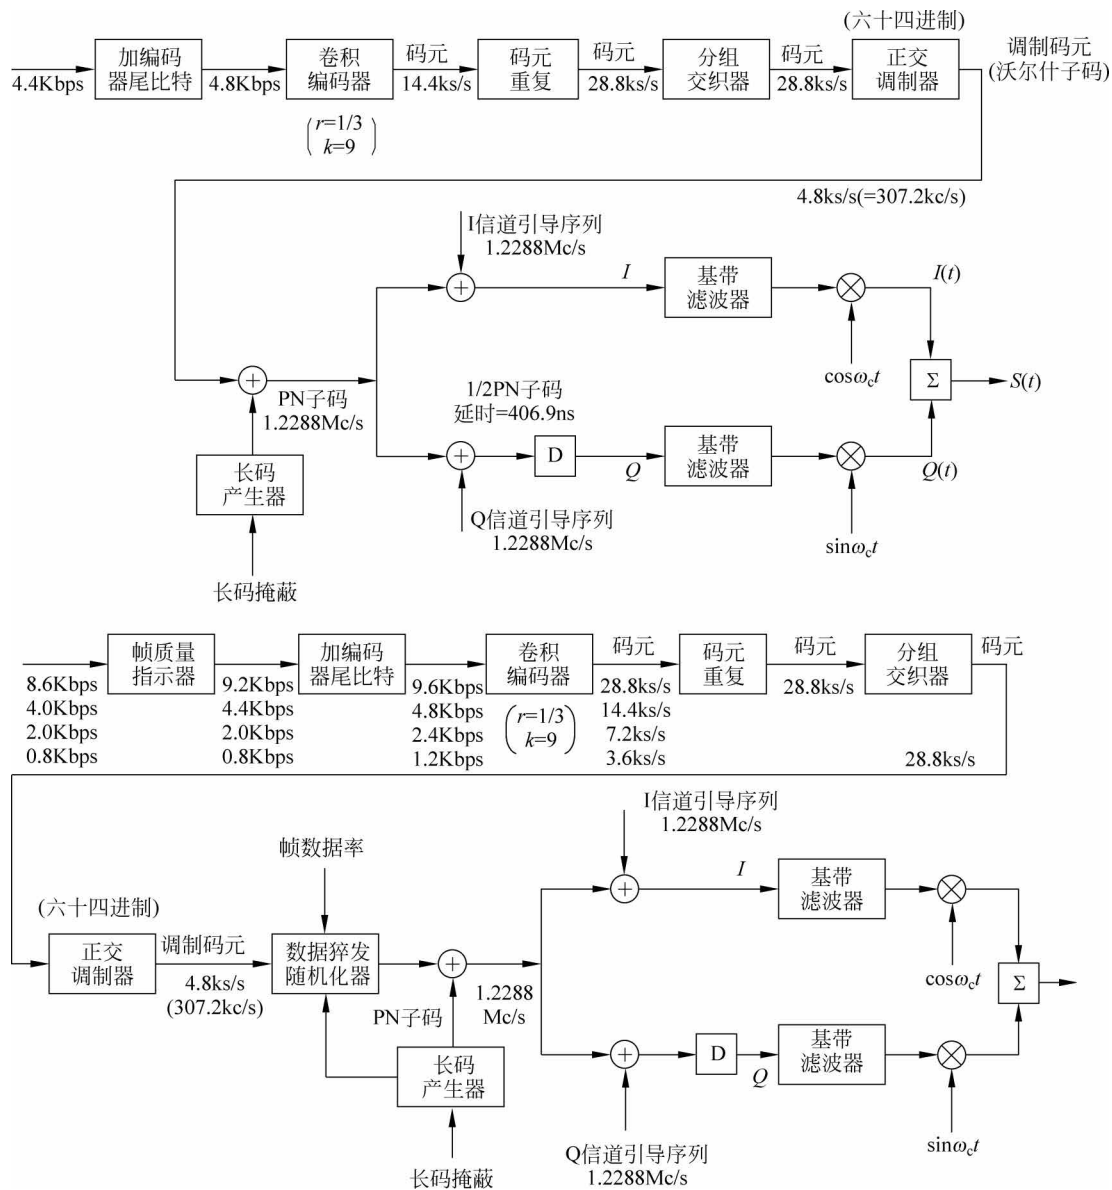 (六十四进制)
4.4Kbps
加编码
器尾比特
4.8Kbps
卷积
编码器
(r=1/3
k=9)
码元
14.4ks/s
码元
重复
码元
28.8ks/s
分组
交织器
码元
28.8ks/s
正交
调制器
调制码元
(沃尔什子码)
4.8ks/s(=307.2kc/s)
I信道引导序列
1.2288Mc/s
I
基带
滤波器
I(t)
cosω_ct
Σ
S(t)
PN子码
1.2288Mc/s
1/2PN子码
延时=406.9ns
D
Q
基带
滤波器
Q(t)
长码
产生器
Q信道引导序列
1.2288Mc/s
sinω_ct
长码掩蔽
8.6Kbps
4.0Kbps
2.0Kbps
0.8Kbps
帧质量
指示器
9.2Kbps
4.4Kbps
2.0Kbps
0.8Kbps
加编码
器尾比特
9.6Kbps
4.8Kbps
2.4Kbps
1.2Kbps
卷积
编码器
(r=1/3
k=9)
码元
28.8ks/s
14.4ks/s
7.2ks/s
3.6ks/s
码元
重复
码元
28.8ks/s
分组
交织器
码元
28.8ks/s
I信道引导序列
1.2288Mc/s
帧数据率
(六十四进制)
正交
调制器
调制码元
4.8ks/s
(307.2kc/s)
数据猝发
随机化器
PN子码
1.2288
Mc/s
I
基带
滤波器
cosω_ct
Σ
长码
产生器
D
Q
基带
滤波器
sinω_ct
Q信道引导序列
1.2288Mc/s
长码掩蔽